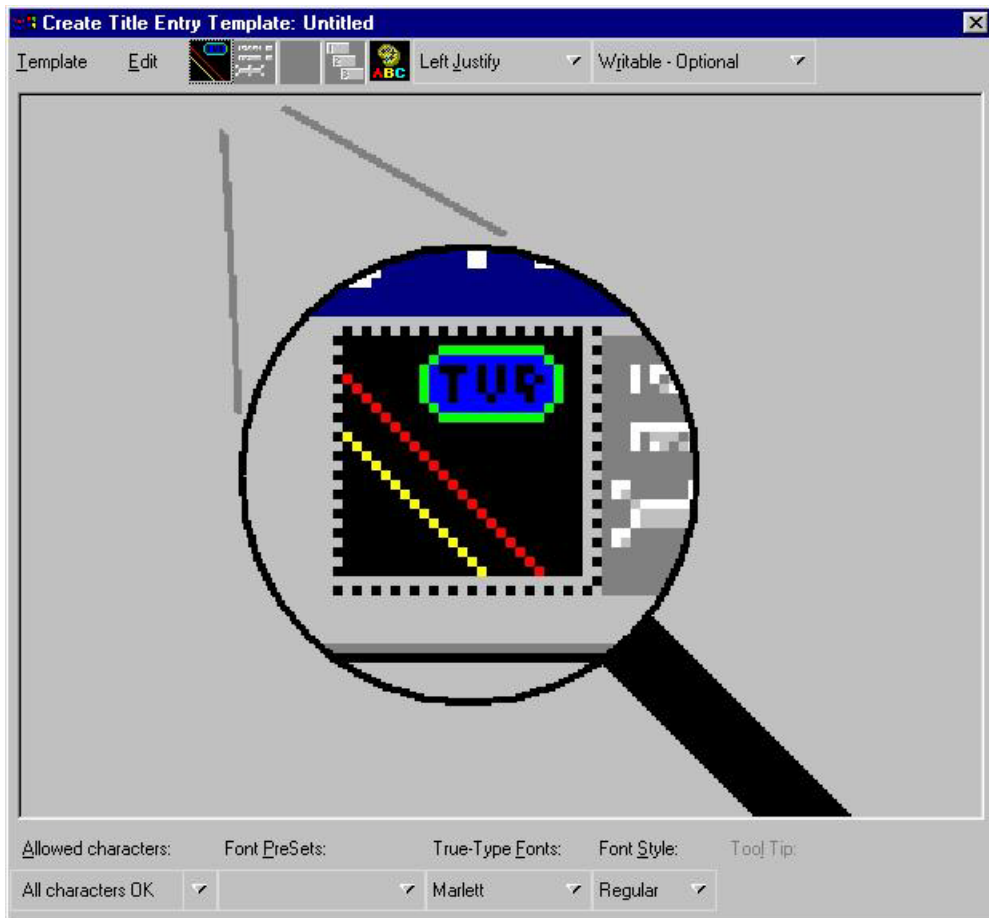 Create Title Entry Template: Untitled
Template Edit ABC Left Justify Writable - Optional
Allowed characters: Font PreSets: True-Type Fonts: Font Style: Tool Tip:
All characters OK Marlett Regular